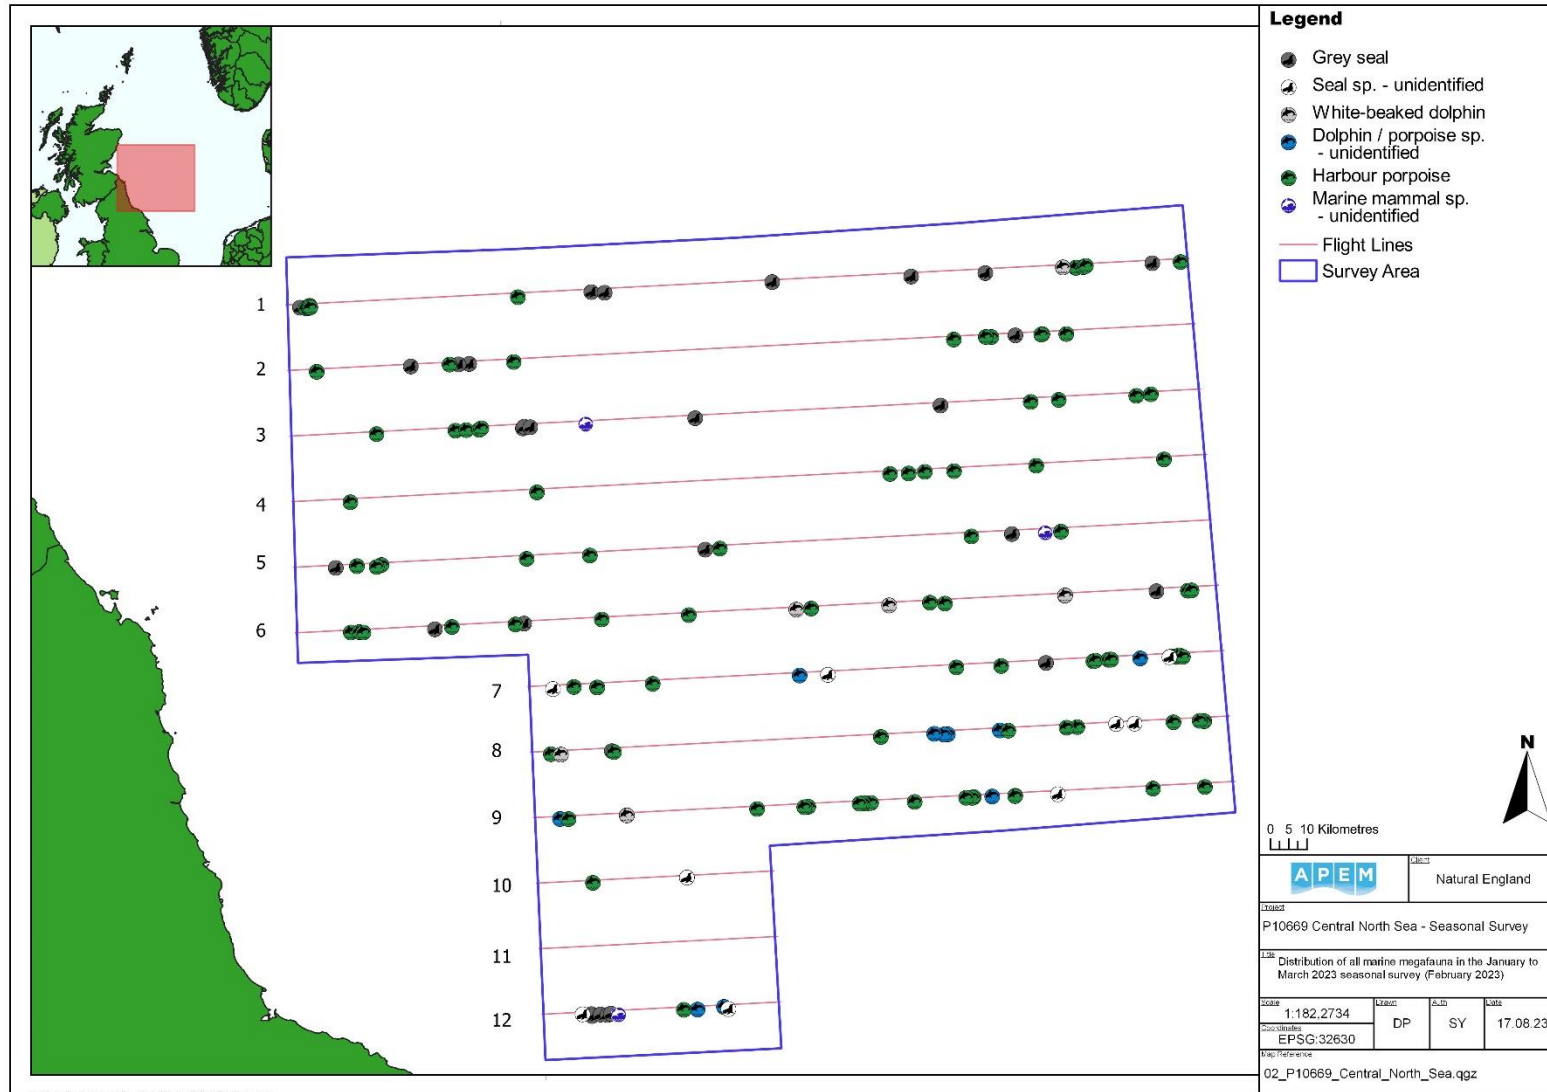 Legend
Grey seal
Seal sp. - unidentified
White-beaked dolphin
Dolphin / porpoise sp.
- unidentified
Harbour porpoise
Marine mammal sp.
- unidentified
Flight Lines
Survey Area
1
2
3
4
5
6
7
8
9
10
11
12
N
0 5 10 Kilometres
APEM
Client
Natural England
Project
P10669 Central North Sea - Seasonal Survey
Title
Distribution of all marine megafauna in the January to
March 2023 seasonal survey (February 2023)
Scale
1:182,2734
Drawn
DP
Auth
SY
Date
17.08.23
Coordinates
EPSG:32630
Map Reference
02_P10669_Central_North_Sea.qgz